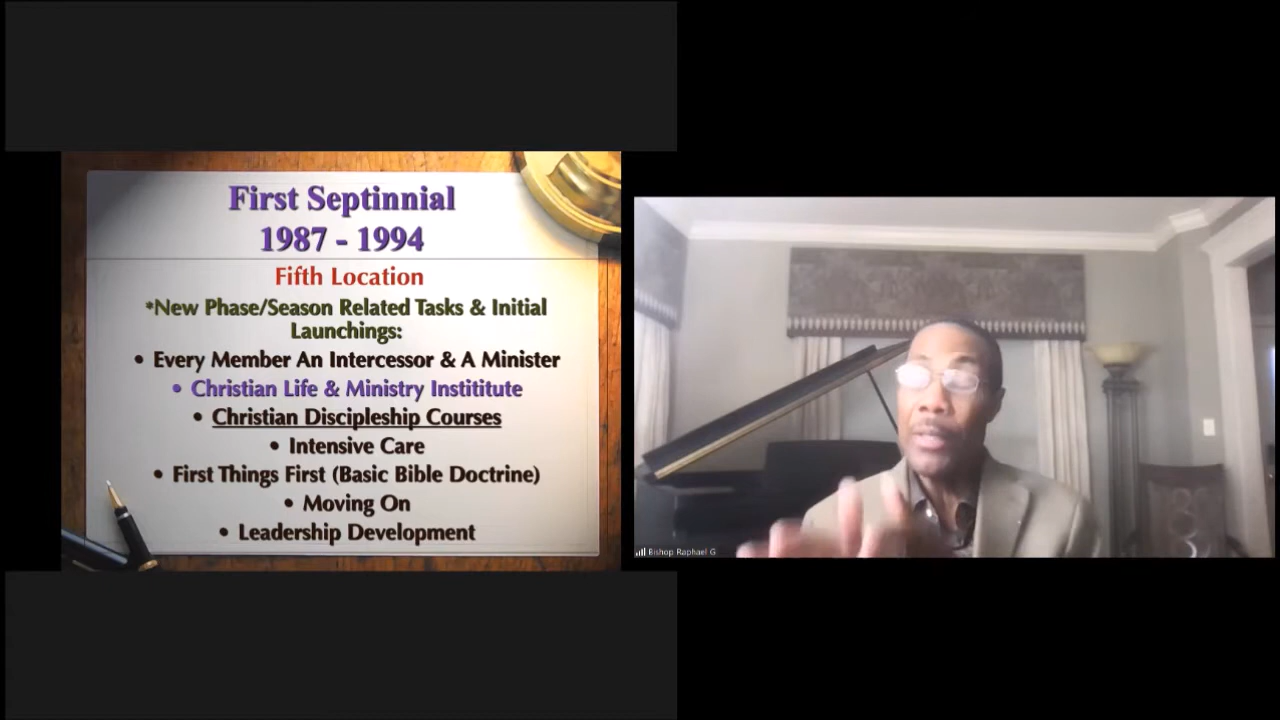 First Septinnial
1987 - 1994
Fifth Location
*New Phase/Season Related Tasks & Initial
Launchings:
• Every Member An Intercessor & A Minister
• Christian Life & Ministry Instititute
• Christian Discipleship Courses
• Intensive Care
• First Things First (Basic Bible Doctrine)
• Moving On
• Leadership Development
Bishop Raphael G